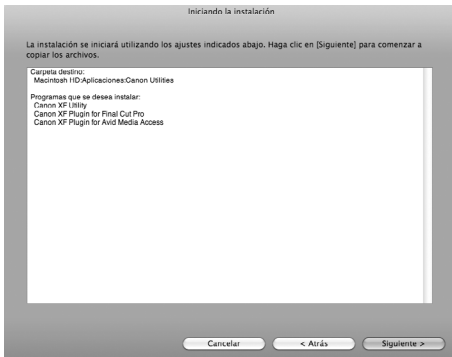 Iniciando la instalación
La instalación se iniciará utilizando los ajustes indicados abajo. Haga clic en [Siguiente] para comenzar a
copiar los archivos.
Carpeta destino:
Macintosh HD:Aplicaciones:Canon Utilities
Programas que se desea instalar:
Canon XF Utility
Canon XF Plugin for Final Cut Pro
Canon XF Plugin for Avid Media Access
Cancelar < Atrás Siguiente >